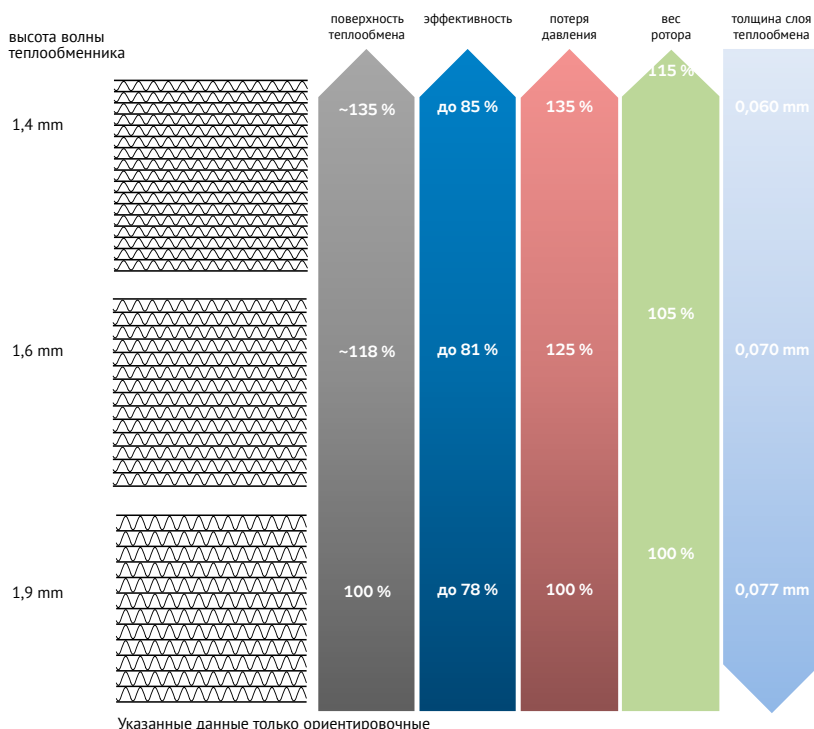 высота волны
теплообменника
поверхность
теплообмена
эффективность
потеря
давления
вес
ротора
толщина слоя
теплообмена
115 %
1,4 mm
~135 %
до 85 %
135 %
0,060 mm
105 %
1,6 mm
~118 %
до 81 %
125 %
0,070 mm
100 %
1,9 mm
100 %
до 78 %
100 %
0,077 mm
Указанные данные только ориентировочные